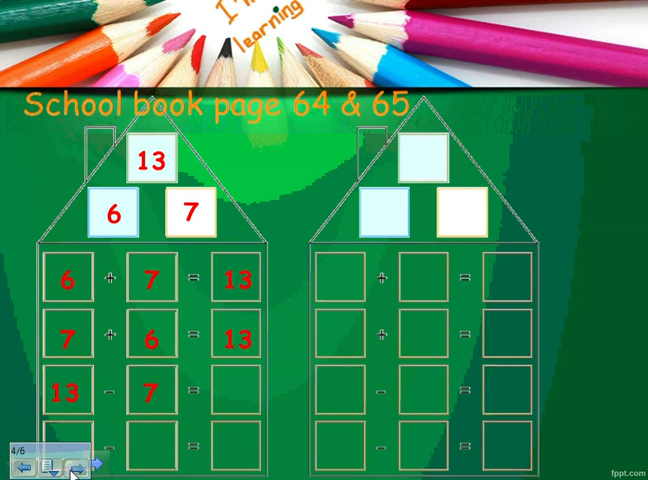 I'm
learning
School book page 64 & 65
13
6 7
6 + 7 = 13
7 + 6 = 13
13 - 7 =
- =
+ =
+ =
- =
- =
4/6
fppt.com